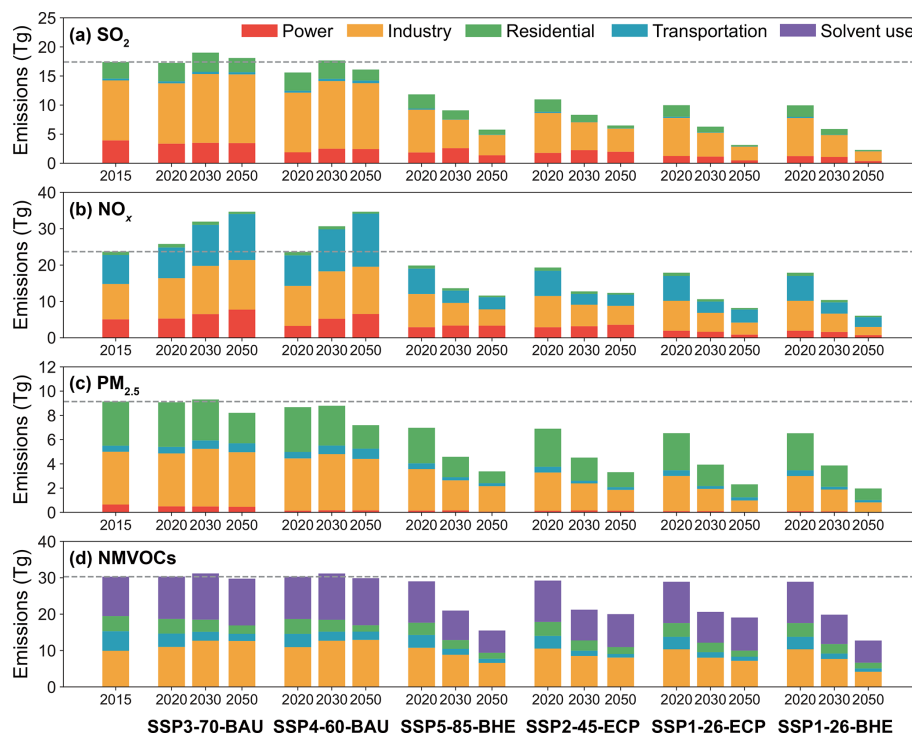 Power Industry Residential Transportation Solvent use
(a) SO2
Emissions (Tg)
25
20
15
10
5
0
2015 2020 2030 2050 2020 2030 2050 2020 2030 2050 2020 2030 2050 2020 2030 2050 2020 2030 2050
(b) NOx
Emissions (Tg)
40
30
20
10
0
2015 2020 2030 2050 2020 2030 2050 2020 2030 2050 2020 2030 2050 2020 2030 2050 2020 2030 2050
(c) PM2.5
Emissions (Tg)
12
10
8
6
4
2
0
2015 2020 2030 2050 2020 2030 2050 2020 2030 2050 2020 2030 2050 2020 2030 2050 2020 2030 2050
(d) NMVOCs
Emissions (Tg)
40
30
20
10
0
2015 2020 2030 2050 2020 2030 2050 2020 2030 2050 2020 2030 2050 2020 2030 2050 2020 2030 2050
SSP3-70-BAU SSP4-60-BAU SSP5-85-BHE SSP2-45-ECP SSP1-26-ECP SSP1-26-BHE